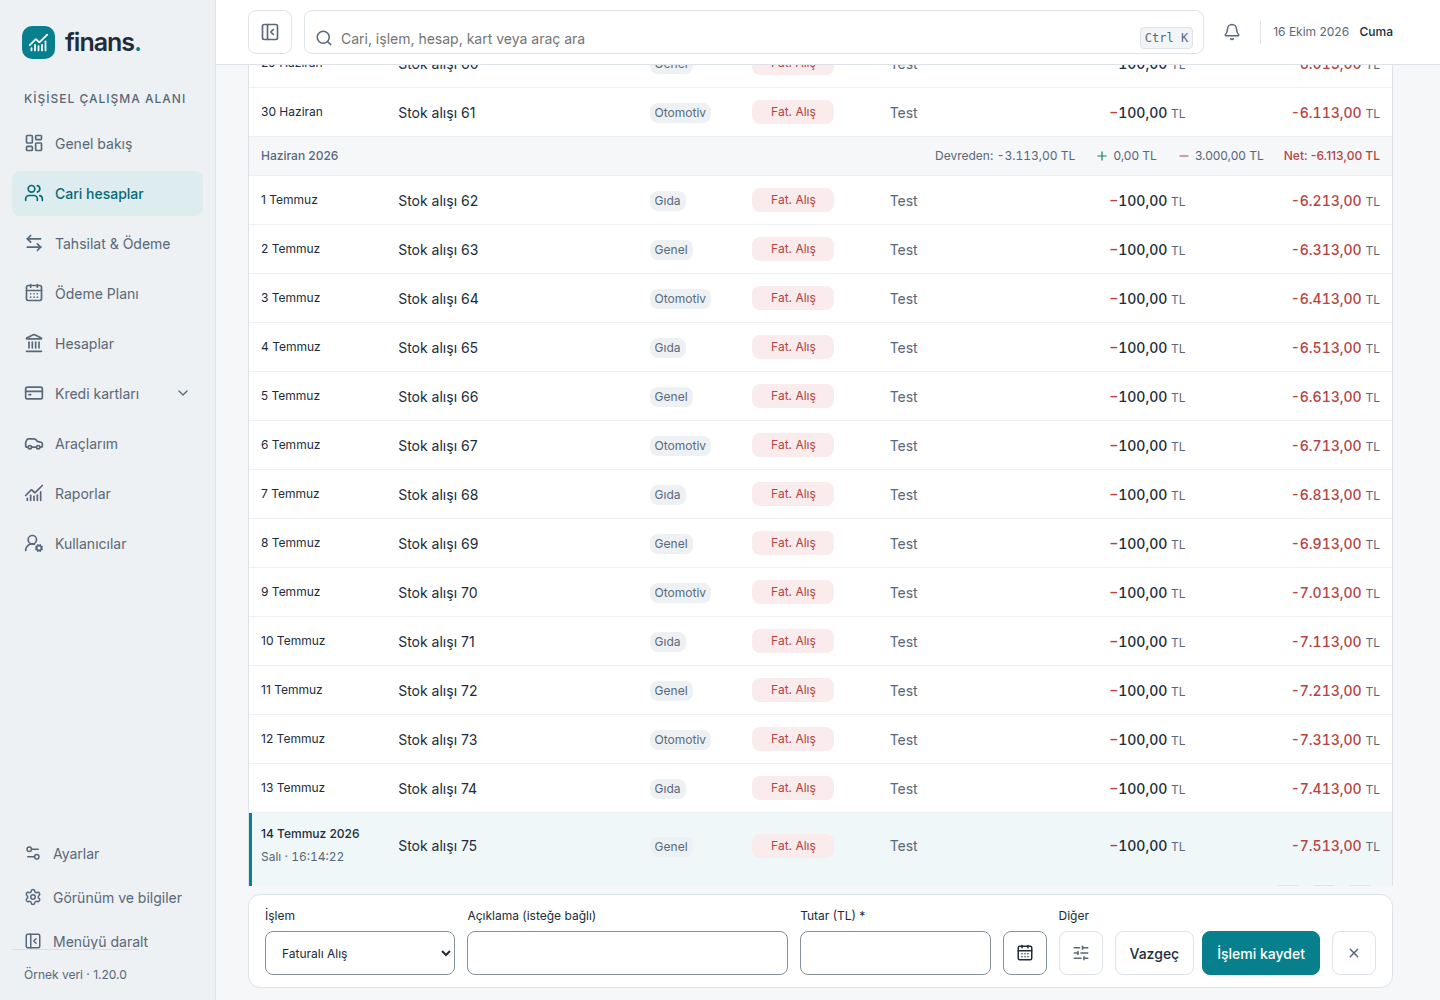 finans.
Cari, işlem, hesap, kart veya araç ara
Ctrl K
16 Ekim 2026 Cuma
KİŞİSEL ÇALIŞMA ALANI
Genel bakış
Cari hesaplar
Tahsilat & Ödeme
Ödeme Planı
Hesaplar
Kredi kartları
Araçlarım
Raporlar
Kullanıcılar
Ayarlar
Görünüm ve bilgiler
Menüyü daralt
Örnek veri · 1.20.0
30 Haziran Stok alışı 61 Otomotiv Fat. Alış Test −100,00 TL -6.113,00 TL
Haziran 2026 Devreden: -3.113,00 TL + 0,00 TL − 3.000,00 TL Net: -6.113,00 TL
1 Temmuz Stok alışı 62 Gıda Fat. Alış Test −100,00 TL -6.213,00 TL
2 Temmuz Stok alışı 63 Genel Fat. Alış Test −100,00 TL -6.313,00 TL
3 Temmuz Stok alışı 64 Otomotiv Fat. Alış Test −100,00 TL -6.413,00 TL
4 Temmuz Stok alışı 65 Gıda Fat. Alış Test −100,00 TL -6.513,00 TL
5 Temmuz Stok alışı 66 Genel Fat. Alış Test −100,00 TL -6.613,00 TL
6 Temmuz Stok alışı 67 Otomotiv Fat. Alış Test −100,00 TL -6.713,00 TL
7 Temmuz Stok alışı 68 Gıda Fat. Alış Test −100,00 TL -6.813,00 TL
8 Temmuz Stok alışı 69 Genel Fat. Alış Test −100,00 TL -6.913,00 TL
9 Temmuz Stok alışı 70 Otomotiv Fat. Alış Test −100,00 TL -7.013,00 TL
10 Temmuz Stok alışı 71 Gıda Fat. Alış Test −100,00 TL -7.113,00 TL
11 Temmuz Stok alışı 72 Genel Fat. Alış Test −100,00 TL -7.213,00 TL
12 Temmuz Stok alışı 73 Otomotiv Fat. Alış Test −100,00 TL -7.313,00 TL
13 Temmuz Stok alışı 74 Gıda Fat. Alış Test −100,00 TL -7.413,00 TL
14 Temmuz 2026 Stok alışı 75 Genel Fat. Alış Test −100,00 TL -7.513,00 TL
Salı · 16:14:22
İşlem Açıklama (isteğe bağlı) Tutar (TL) * Diğer
Faturalı Alış Vazgeç İşlemi kaydet